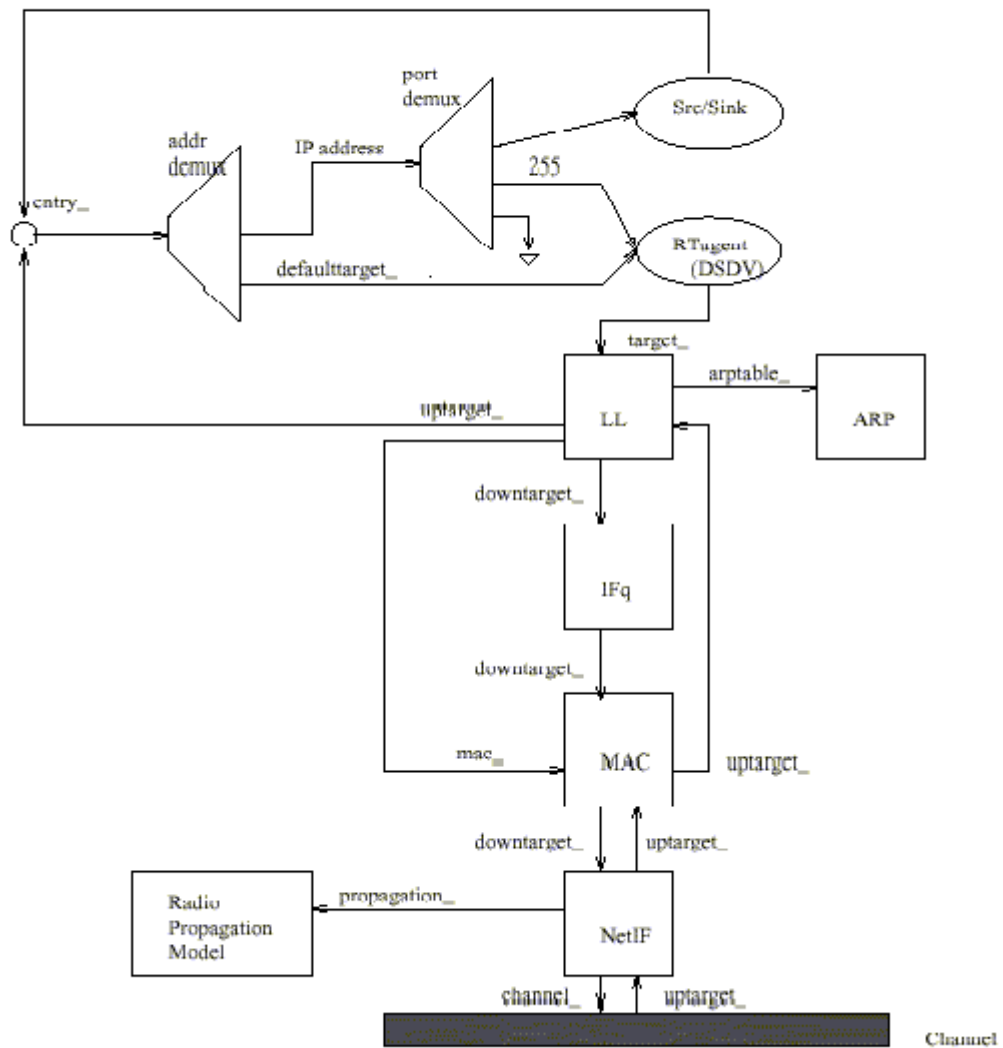 port
demux
Src/Sink
addr
demux
IP address
255
entry_
RTagent
(DSDV)
defaulttarget_
target_
arptable_
uptarget_
LL
ARP
downtarget_
IFq
downtarget_
mac_
MAC
uptarget_
downtarget_
uptarget_
propagation_
Radio
Propagation
Model
NetIF
channel_
uptarget_
Channel